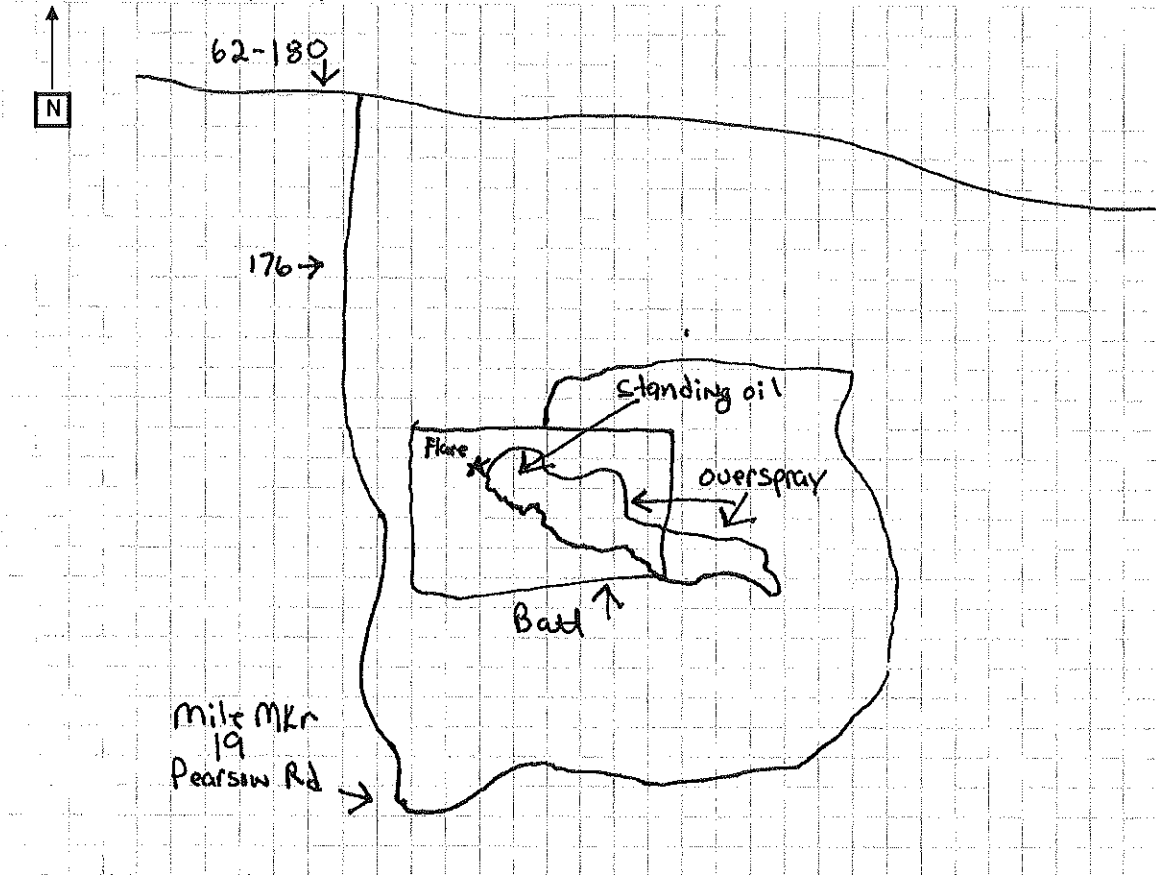 62-180
N
176
Standing oil
Flare
overspray
Batt
Mile Mkr
19
Pearson Rd